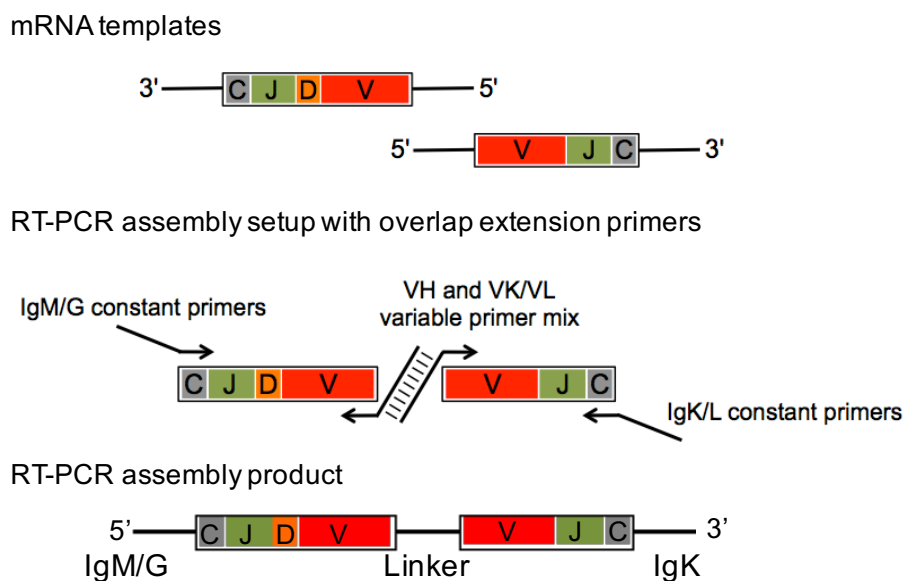 mRNA templates
3' C J D V 5'
5' V J C 3'
RT-PCR assembly setup with overlap extension primers
IgM/G constant primers
VH and VK/VL
variable primer mix
C J D V V J C
IgK/L constant primers
RT-PCR assembly product
5’ C J D V V J C 3’
IgM/G Linker IgK